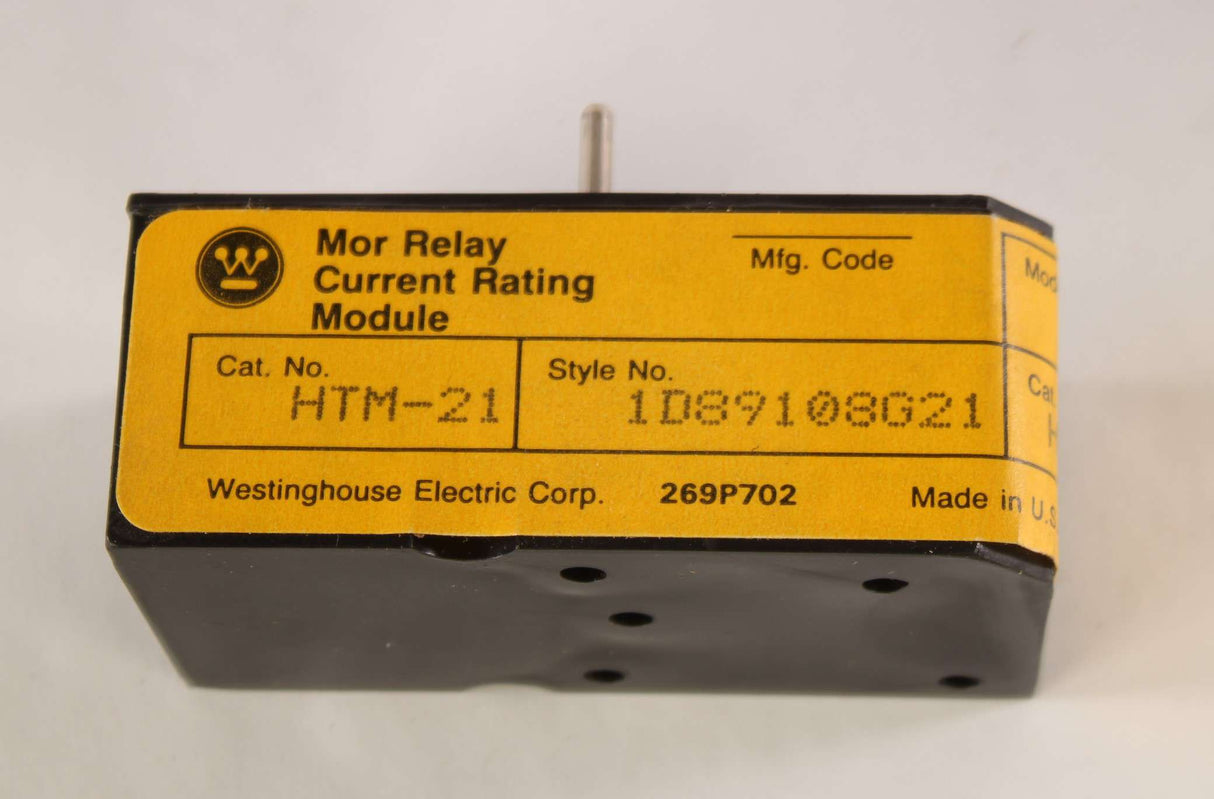 Mor Relay
Current Rating
Module
Mfg. Code
Cat. No.
HTM-21
Style No.
1D89108G21
Westinghouse Electric Corp. 269P702 Made in U.S